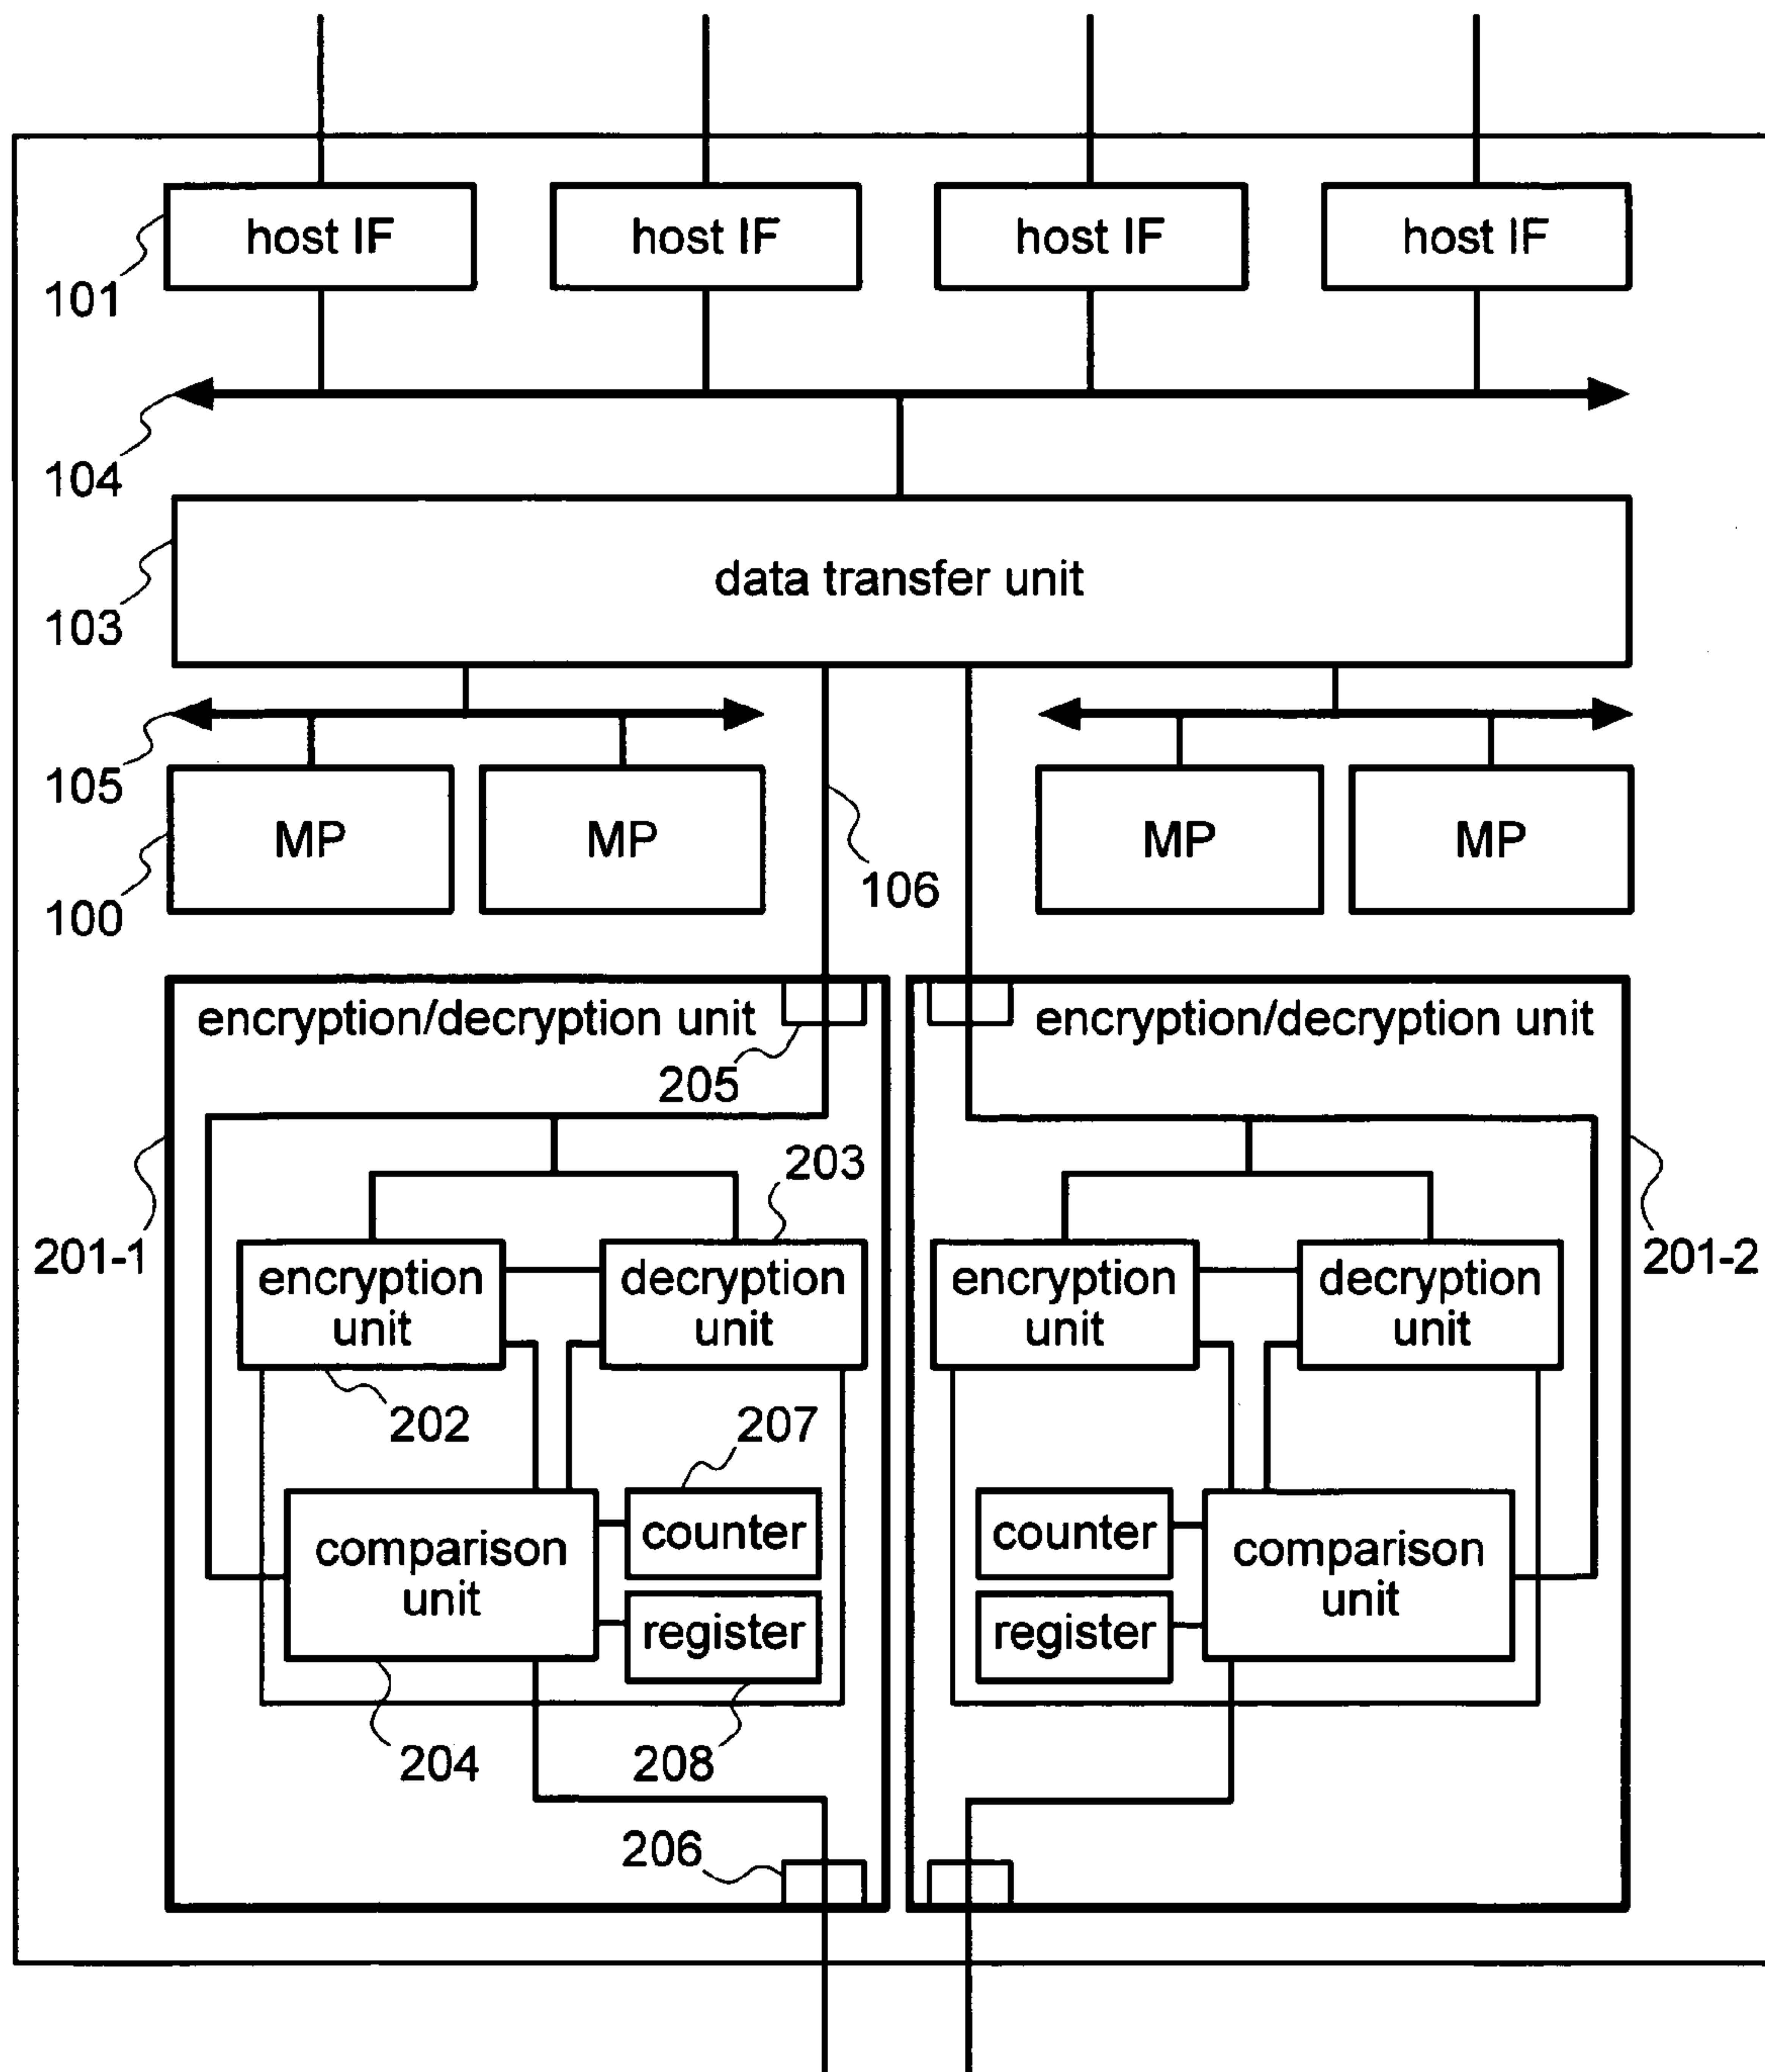 host IF
host IF
host IF
host IF
101
104
data transfer unit
103
105
MP
MP
MP
MP
100
106
encryption/decryption unit
encryption/decryption unit
205
203
201-1
201-2
encryption
unit
decryption
unit
encryption
unit
decryption
unit
202
207
comparison
unit
counter
register
counter
register
comparison
unit
204
208
206